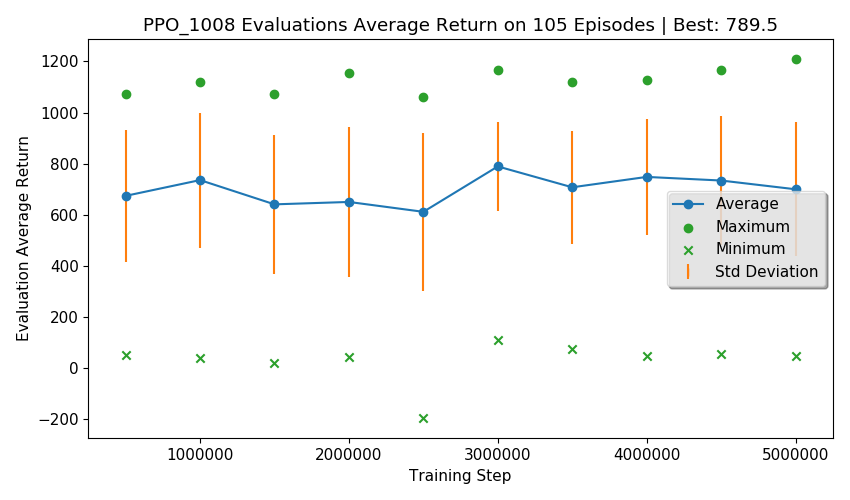 PPO_1008 Evaluations Average Return on 105 Episodes | Best: 789.5
Evaluation Average Return
1200
1000
800
600
400
200
0
−200
Average
Maximum
Minimum
Std Deviation
1000000 2000000 3000000 4000000 5000000
Training Step